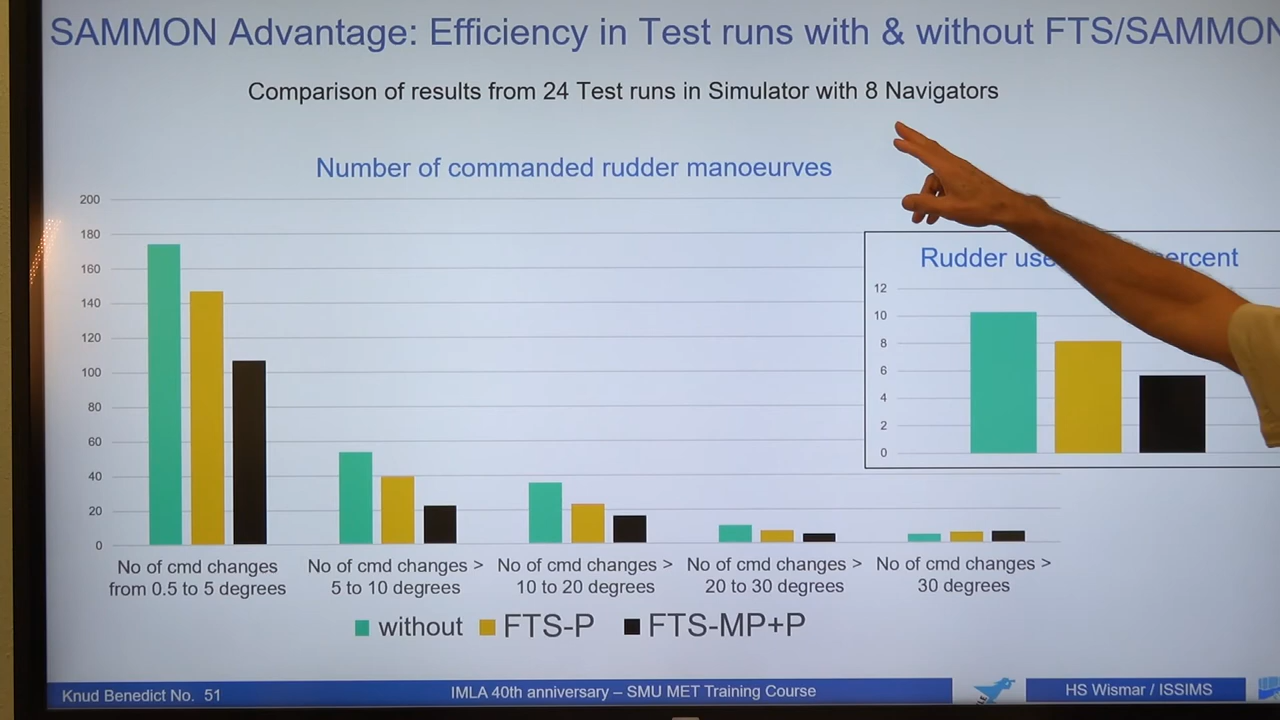 SAMMON Advantage: Efficiency in Test runs with & without FTS/SAMMON
Comparison of results from 24 Test runs in Simulator with 8 Navigators
Number of commanded rudder manoeurves
200
180
160
140
120
100
80
60
40
20
0
No of cmd changes from 0.5 to 5 degrees
No of cmd changes > 5 to 10 degrees
No of cmd changes > 10 to 20 degrees
No of cmd changes > 20 to 30 degrees
No of cmd changes > 30 degrees
without FTS-P FTS-MP+P
Rudder use percent
12
10
8
6
4
2
0
Knud Benedict No. 51
IMLA 40th anniversary – SMU MET Training Course
HS Wismar / ISSIMS